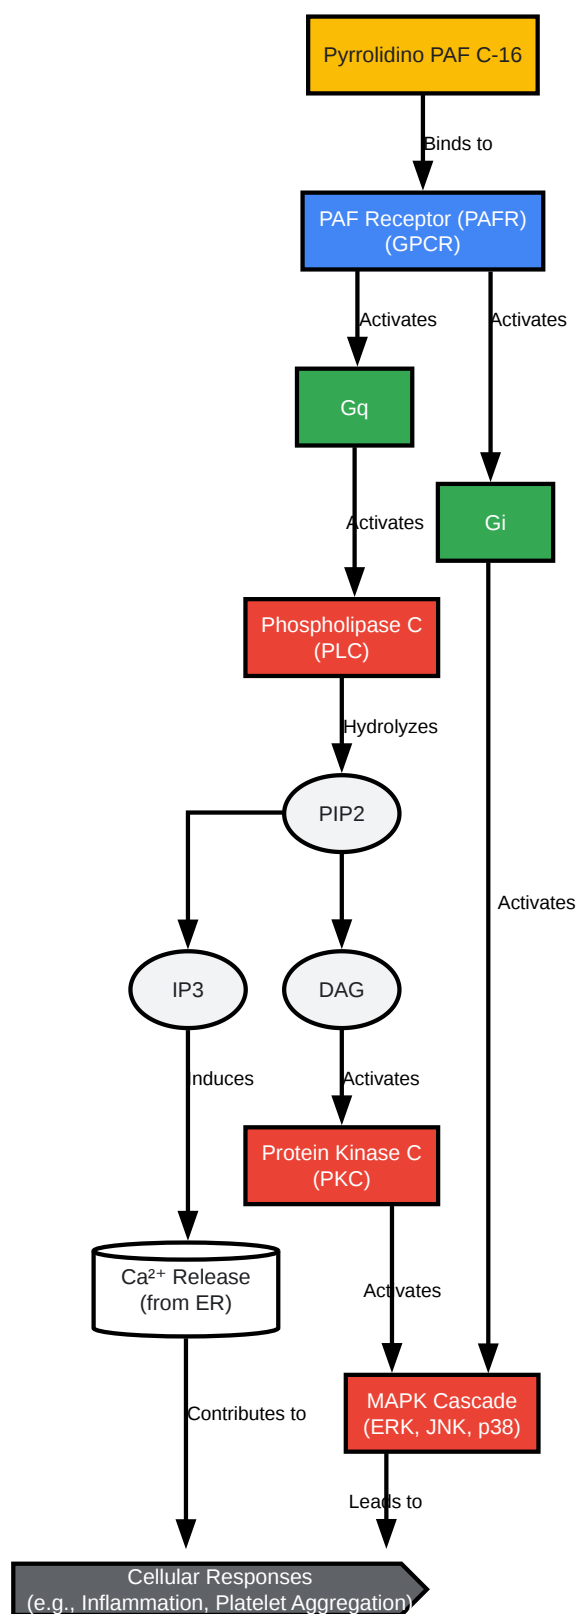 Pyrrolidino PAF C-16
Binds to
PAF Receptor (PAFR)
(GPCR)
Activates
Activates
Gq
Activates
Gi
Phospholipase C
(PLC)
Hydrolyzes
PIP2
Activates
IP3
DAG
Induces
Activates
Protein Kinase C
(PKC)
Ca²⁺ Release
(from ER)
Activates
MAPK Cascade
(ERK, JNK, p38)
Contributes to
Leads to
Cellular Responses
(e.g., Inflammation, Platelet Aggregation)